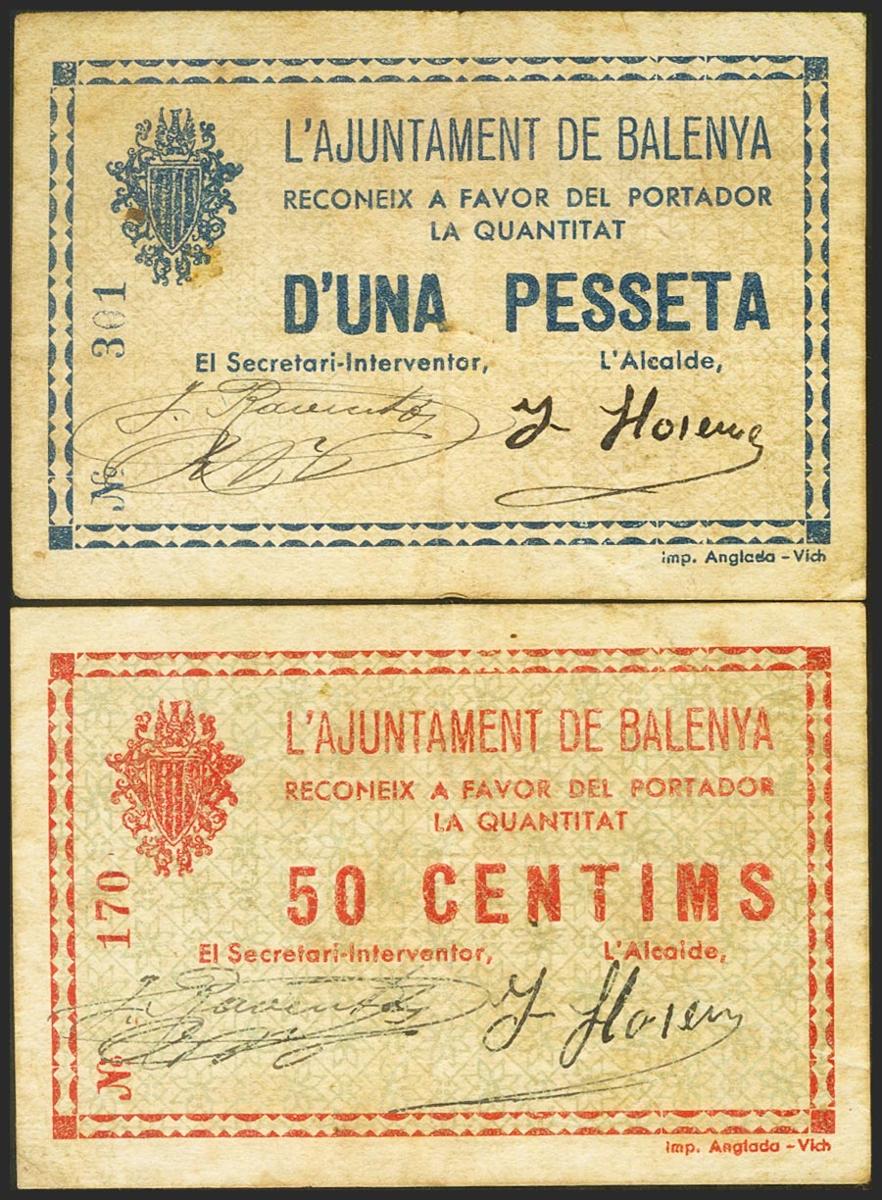 L'AJUNTAMENT DE BALENYA
RECONEIX A FAVOR DEL PORTADOR
LA QUANTITAT
D'UNA PESSETA
El Secretari-Interventor, L'Alcalde,
J. Raventós
Nº 301
imp. Anglada - Vich
L'AJUNTAMENT DE BALENYA
RECONEIX A FAVOR DEL PORTADOR
LA QUANTITAT
50 CENTIMS
El Secretari-Interventor, L'Alcalde,
J. Raventós
Nº 170
imp. Anglada - Vich